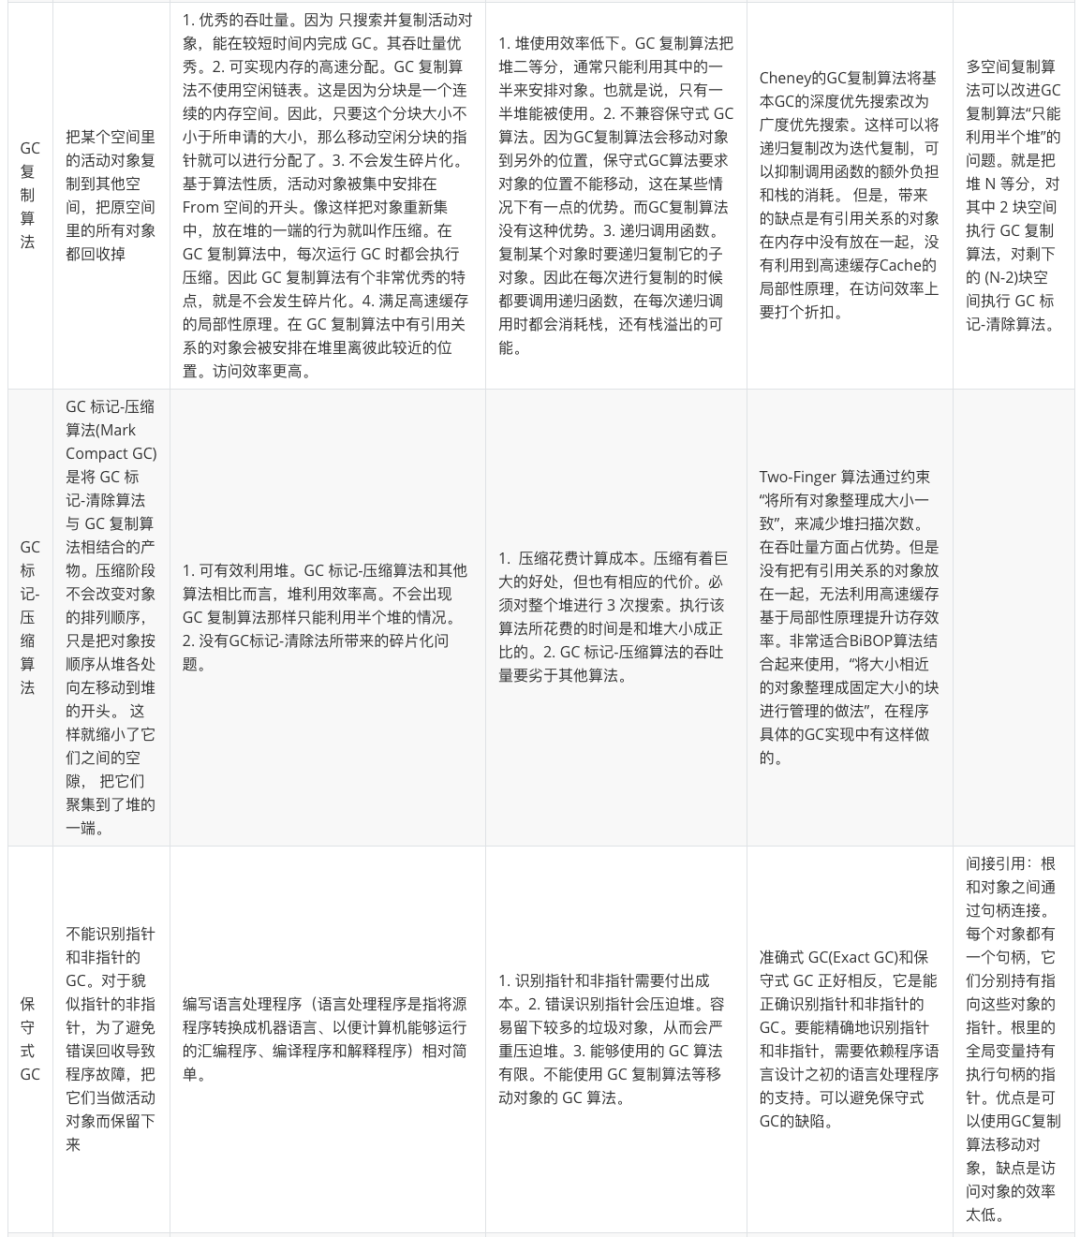 GC
复
制
算
法
把某个空间里
的活动对象复
制到其他空
间，把原空间
里的所有对象
都回收掉
1. 优秀的吞吐量。因为 只搜索并复制活动对
象，能在较短时间内完成 GC。其吞吐量优
秀。2. 可实现内存的高速分配。GC 复制算
法不使用空闲链表。这是因为分块是一个连
续的内存空间。因此，只要这个分块大小不
小于所申请的大小，那么移动空闲分块的指
针就可以进行分配了。3. 不会发生碎片化。
基于算法性质，活动对象被集中安排在
From 空间的开头。像这样把对象重新集
中，放在堆的一端的行为就叫作压缩。在
GC 复制算法中，每次运行 GC 时都会执行
压缩。因此 GC 复制算法有个非常优秀的特
点，就是不会发生碎片化。4. 满足高速缓存
的局部性原理。在 GC 复制算法中有引用关
系的对象会被安排在堆里离彼此较近的位
置。访问效率更高。
1. 堆使用效率低下。GC 复制算法把
堆二等分，通常只能利用其中的一
半来安排对象。也就是说，只有一
半堆能被使用。2. 不兼容保守式 GC
算法。因为GC复制算法会移动对象
到另外的位置，保守式GC算法要求
对象的位置不能移动，这在某些情
况下有一点的优势。而GC复制算法
没有这种优势。3. 递归调用函数。
复制某个对象时要递归复制它的子
对象。因此在每次进行复制的时候
都要调用递归函数，在每次递归调
用时都会消耗栈，还有栈溢出的可
能。
Cheney的GC复制算法将基
本GC的深度优先搜索改为
广度优先搜索。这样可以将
递归复制改为迭代复制，可
以抑制调用函数的额外负担
和栈的消耗。 但是，带来
的缺点是有引用关系的对象
在内存中没有放在一起，没
有利用到高速缓存Cache的
局部性原理，在访问效率上
要打个折扣。
多空间复制算
法可以改进GC
复制算法“只能
利用半个堆”的
问题。就是把
堆 N 等分，对
其中 2 块空间
执行 GC 复制
算法，对剩下
的 (N-2)块空
间执行 GC 标
记-清除算法。
GC
标
记-
压
缩
算
法
GC 标记-压缩
算法(Mark
Compact GC)
是将 GC 标
记-清除算法
与 GC 复制算
法相结合的产
物。压缩阶段
不会改变对象
的排列顺序，
只是把对象按
顺序从堆各处
向左移动到堆
的开头。 这
样就缩小了它
们之间的空
隙， 把它们
聚集到了堆的
一端。
1. 可有效利用堆。GC 标记-压缩算法和其他
算法相比而言，堆利用效率高。不会出现
GC 复制算法那样只能利用半个堆的情况。
2. 没有GC标记-清除法所带来的碎片化问
题。
1.  压缩花费计算成本。压缩有着巨
大的好处，但也有相应的代价。必
须对整个堆进行 3 次搜索。执行该
算法所花费的时间是和堆大小成正
比的。2. GC 标记-压缩算法的吞吐
量要劣于其他算法。
Two-Finger 算法通过约束
“将所有对象整理成大小一
致”，来减少堆扫描次数。
在吞吐量方面占优势。但是
没有把有引用关系的对象放
在一起，无法利用高速缓存
基于局部性原理提升访存效
率。非常适合BiBOP算法结
合起来使用，“将大小相近
的对象整理成固定大小的块
进行管理的做法”，在程序
具体的GC实现中有这样做
的。
保
守
式
GC
不能识别指针
和非指针的
GC。对于貌
似指针的非指
针，为了避免
错误回收导致
程序故障，把
它们当做活动
对象而保留下
来
编写语言处理程序（语言处理程序是指将源
程序转换成机器语言、以便计算机能够运行
的汇编程序、编译程序和解释程序）相对简
单。
1. 识别指针和非指针需要付出成
本。2. 错误识别指针会压迫堆。容
易留下较多的垃圾对象，从而会严
重压迫堆。3. 能够使用的 GC 算法
有限。不能使用 GC 复制算法等移
动对象的 GC 算法。
准确式 GC(Exact GC)和保
守式 GC 正好相反，它是能
正确识别指针和非指针的
GC。要能精确地识别指针
和非指针，需要依赖程序语
言设计之初的语言处理程序
的支持。可以避免保守式
GC的缺陷。
间接引用：根
和对象之间通
过句柄连接。
每个对象都有
一个句柄，它
们分别持有指
向这些对象的
指针。根里的
全局变量持有
执行句柄的指
针。优点是可
以使用GC复制
算法移动对
象，缺点是访
问对象的效率
太低。